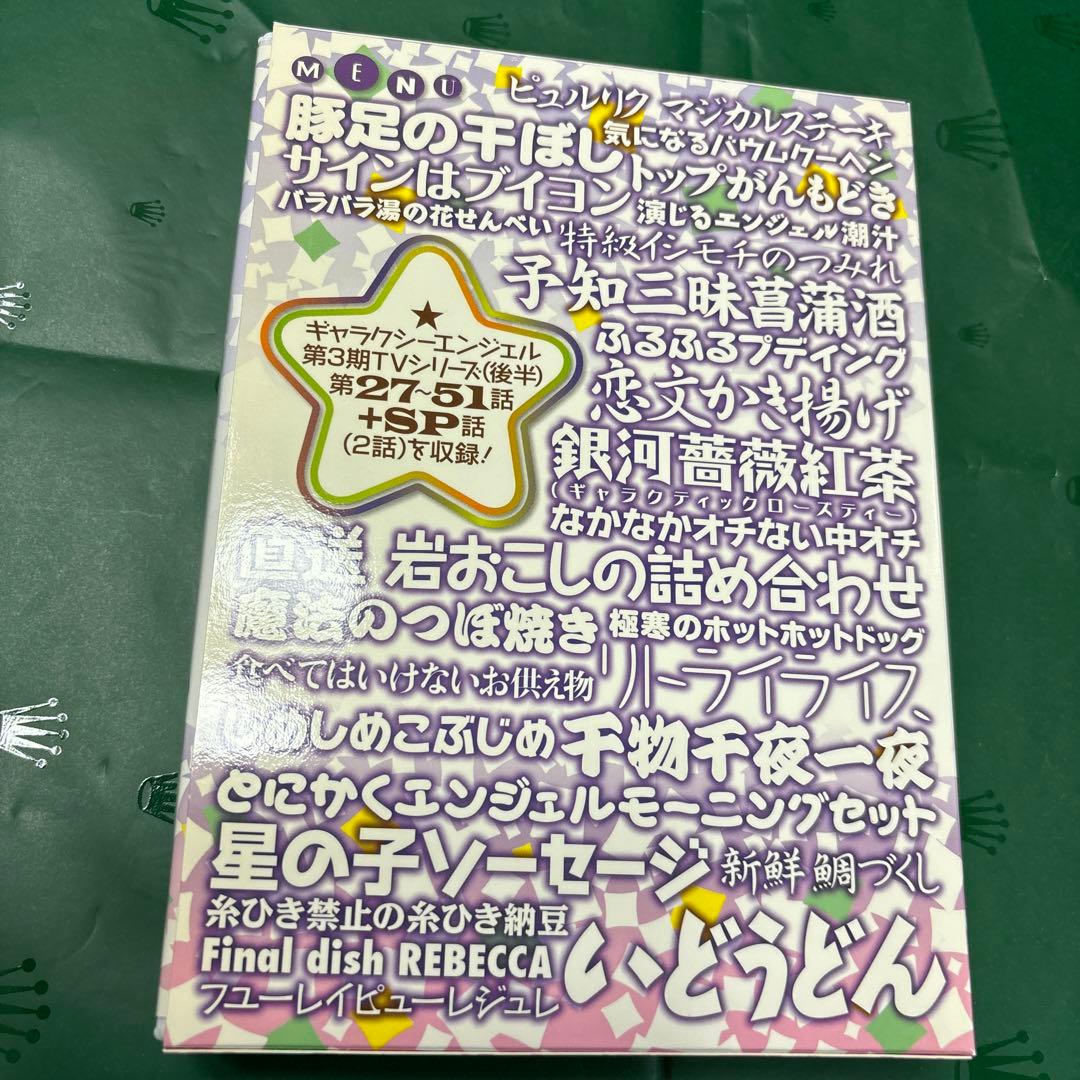 MENU
ピュルリク マジカルステーキ
豚足の干ぼし
気になるバウムクーヘン
サインはブイヨン
トップがんもどき
バラバラ湯の花せんべい
演じるエンジェル潮汁
特級イシモチのつみれ
予知三昧菖蒲酒
ふるふるプディング
恋文かき揚げ
銀河薔薇紅茶
(ギャラクティックローズティー)
なかなかオチない中オチ
★
ギャラクシーエンジェル
第3期TVシリーズ(後半)
第27~51話
+SP話
(2話)を収録!
直送 岩おこしの詰め合わせ
魔法のつぼ焼き
極寒のホットホットドッグ
食べてはいけないお供え物
リトライライス
しめしめこぶじめ
干物千夜一夜
とにかくエンジェルモーニングセット
星の子ソーセージ
新鮮 鯛づくし
糸ひき禁止の糸ひき納豆
いどうどん
Final dish REBECCA
フューレイピューレジュレ